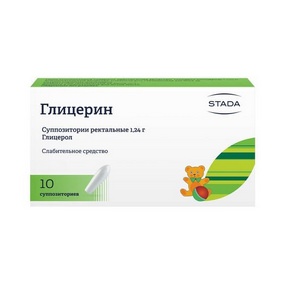 STADA
Глицерин
Суппозитории ректальные 1,24 г
Глицерол
Слабительное средство
10
суппозиториев